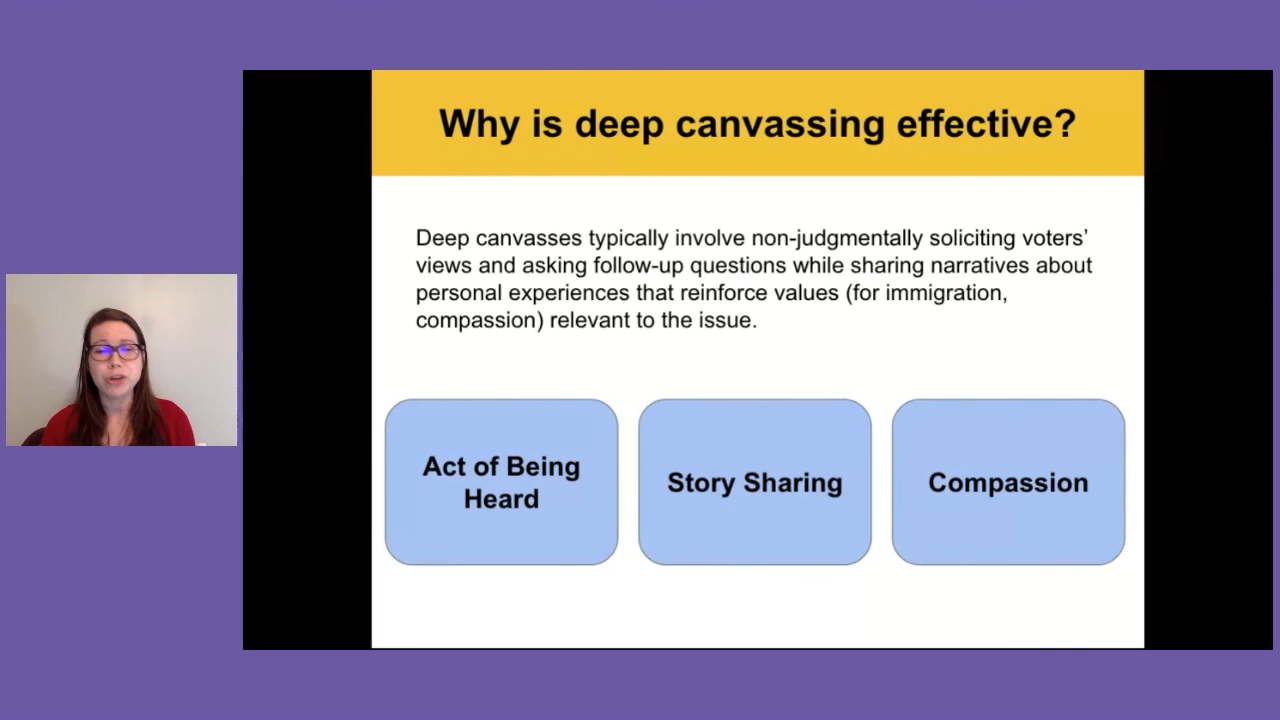 Why is deep canvassing effective?
Deep canvasses typically involve non-judgmentally soliciting voters’
views and asking follow-up questions while sharing narratives about
personal experiences that reinforce values (for immigration,
compassion) relevant to the issue.
Act of Being
Heard
Story Sharing
Compassion